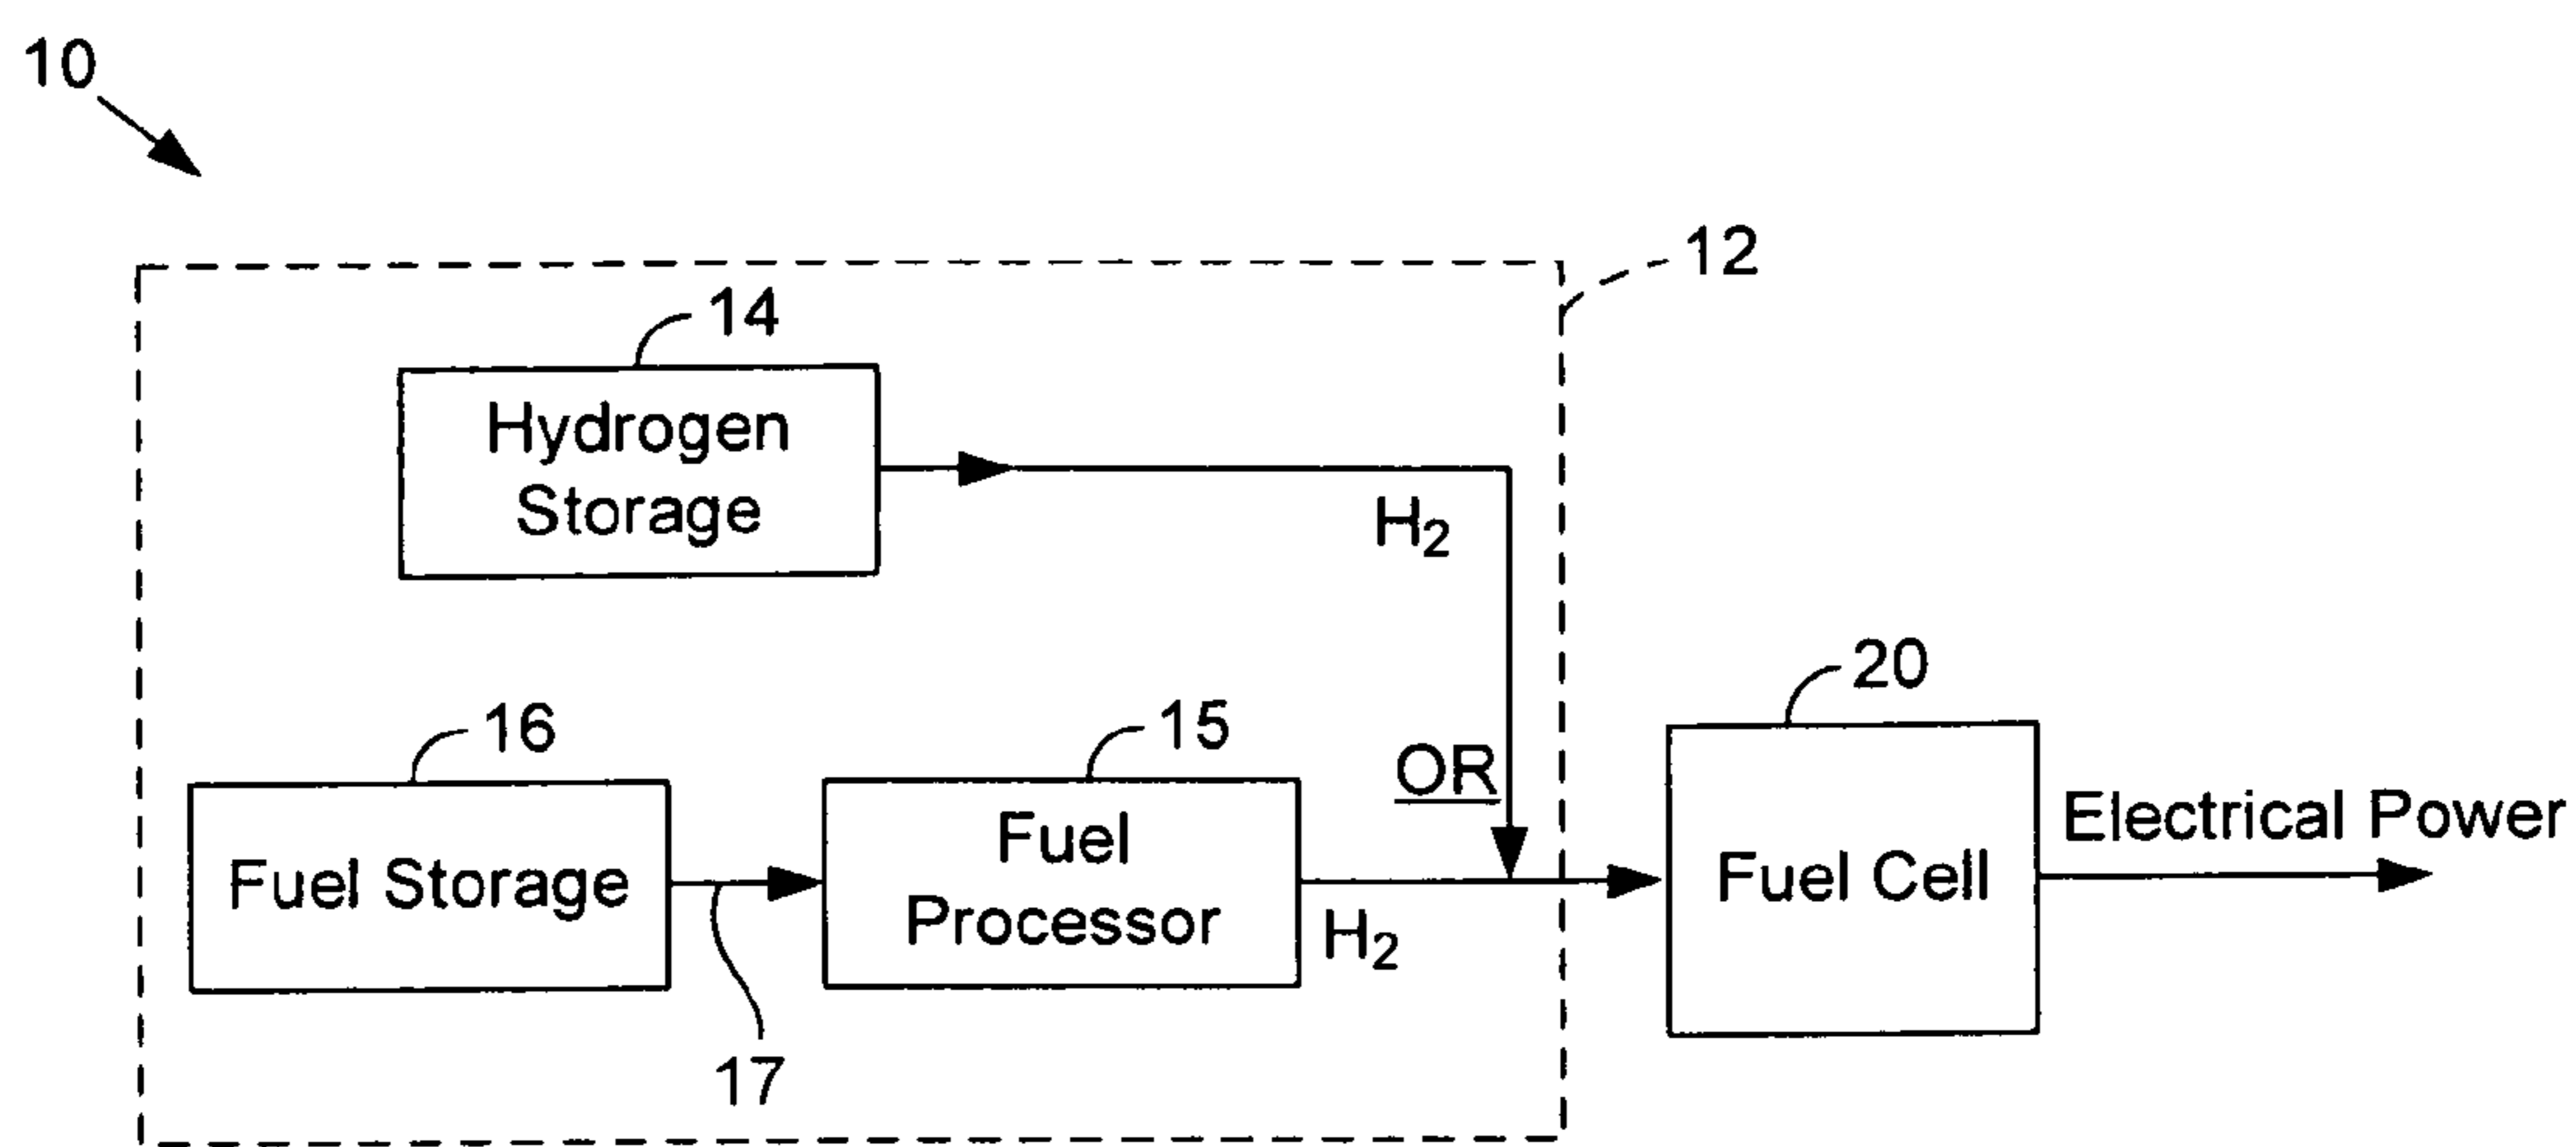 10
12
14
Hydrogen
Storage
H₂
16
15
20
OR
Electrical Power
Fuel Storage
Fuel
Processor
Fuel Cell
H₂
17